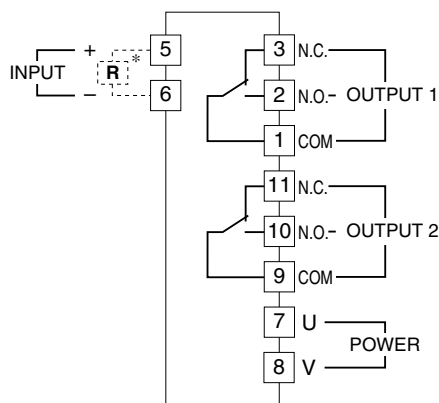 + 5 3 N.C.
INPUT R * 2 N.O. OUTPUT 1
– 6
1 COM
11 N.C.
10 N.O. OUTPUT 2
9 COM
7 U
POWER
8 V